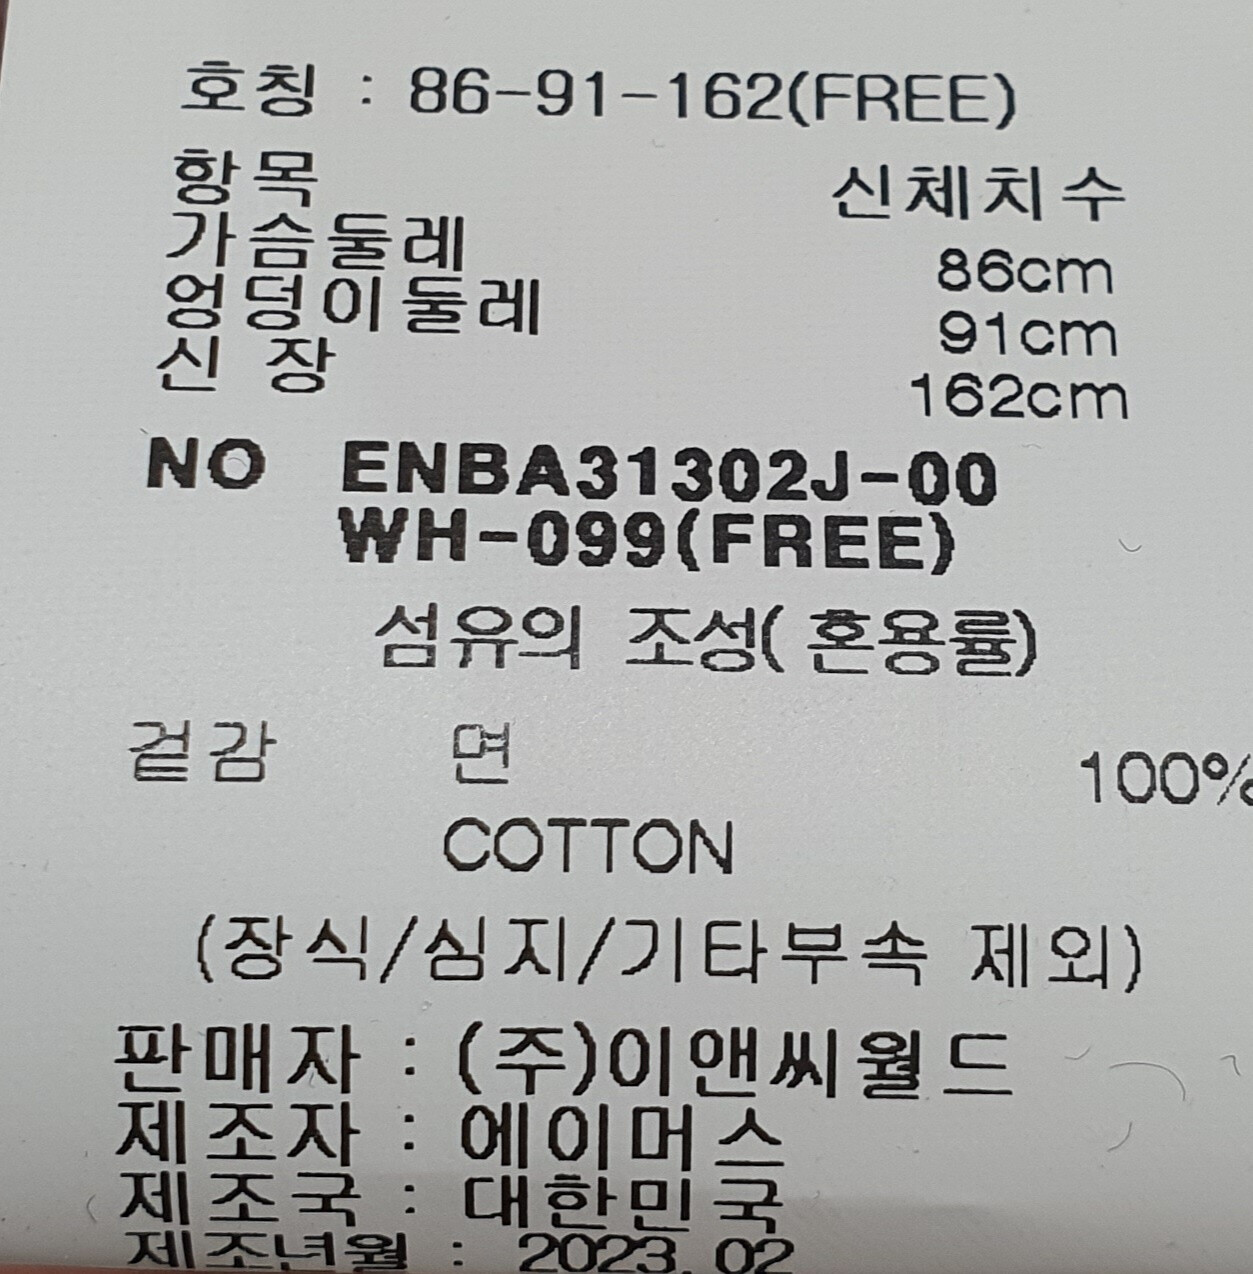 호칭 : 86-91-162(FREE)
항목 신체치수
가슴둘레 86cm
엉덩이둘레 91cm
신 장 162cm
NO ENBA31302J-00
WH-099(FREE)
섬유의 조성(혼용률)
겉감 면 100%
COTTON
(장식/심지/기타부속 제외)
판매자 : (주)이앤씨월드
제조자 : 에이머스
제조국 : 대한민국
제조년월 : 2023. 02